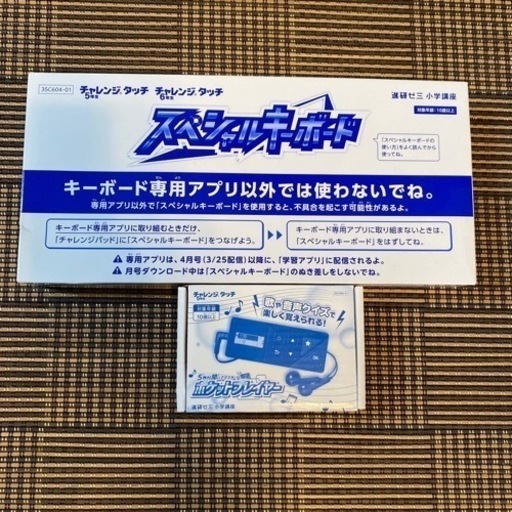 35C604-01
チャレンジタッチ 5年生
チャレンジタッチ 6年生
進研ゼミ 小学講座
対象年齢:10歳以上
スペシャルキーボード
「スペシャルキーボードの
使い方」をよく読んでから
使ってね。
キーボード専用アプリ以外では使わないでね。
専用アプリ以外で「スペシャルキーボード」を使用すると、不具合を起こす可能性があるよ。
キーボード専用アプリに取り組むときだけ、
「チャレンジパッド」に「スペシャルキーボード」をつなげよう。
キーボード専用アプリに取り組まないときは、
「スペシャルキーボード」をはずしてね。
専用アプリは、4月号(3/25配信)以降に、「学習アプリ」に配信されるよ。
月号ダウンロード中は「スペシャルキーボード」のぬき差しをしないでね。
チャレンジタッチ
対象年齢
10歳以上
歌や音声クイズで
楽しく覚えられる!
ポケットプレイヤー
進研ゼミ小学講座